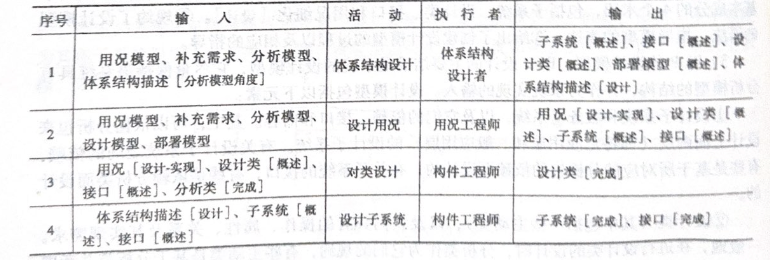 序号 输 入 活 动 执 行 者 输 出
1 用况模型、补充需求、分析模型、体系结构描述［分析模型角度］ 体系结构设计 体系结构设计者 子系统［概述］、接口［概述］、设计类［概述］、部署模型［概述］、体系结构描述［设计］
2 用况模型、补充需求、分析模型、设计模型、部署模型 设计用况 用况工程师 用况［设计-实现］、设计类［概述］、子系统［概述］、接口［概述］
3 用况［设计-实现］、设计类［概述］、接口［概述］、分析类［完成］ 对类设计 构件工程师 设计类［完成］
4 体系结构描述［设计］、子系统［概述］、接口［概述］ 设计子系统 构件工程师 子系统［完成］、接口［完成］